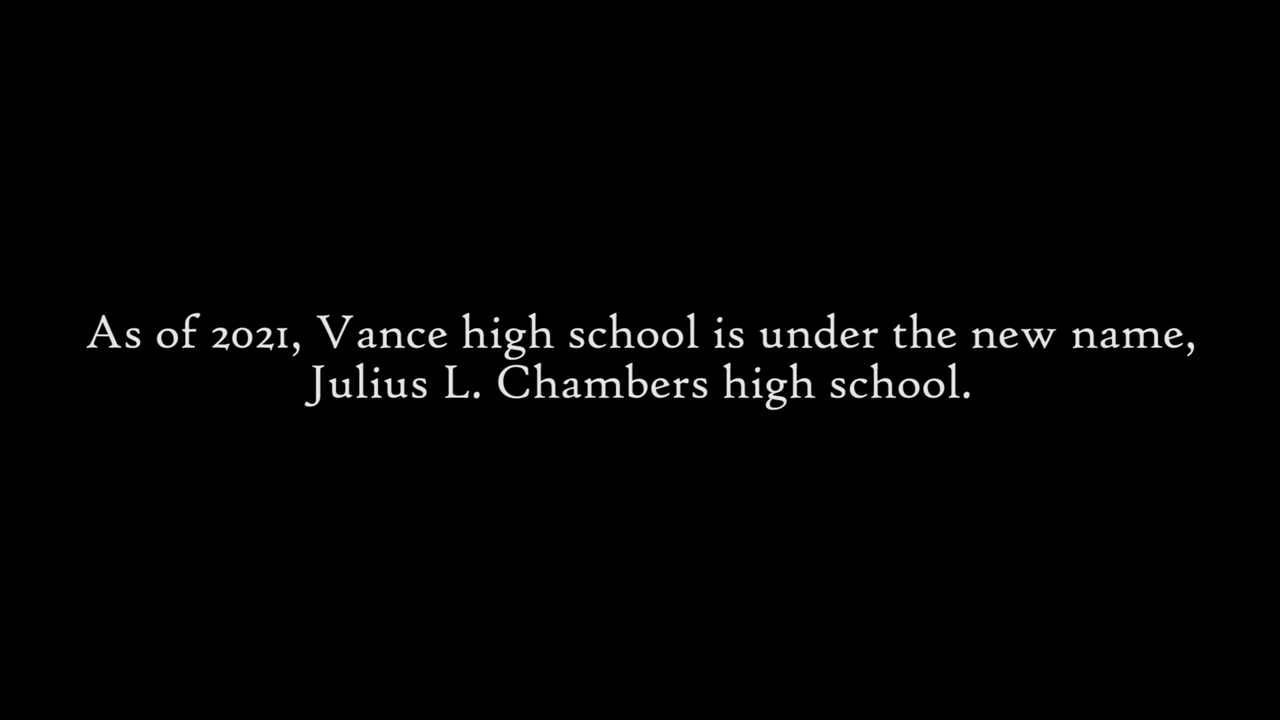 As of 2021, Vance high school is under the new name,
Julius L. Chambers high school.